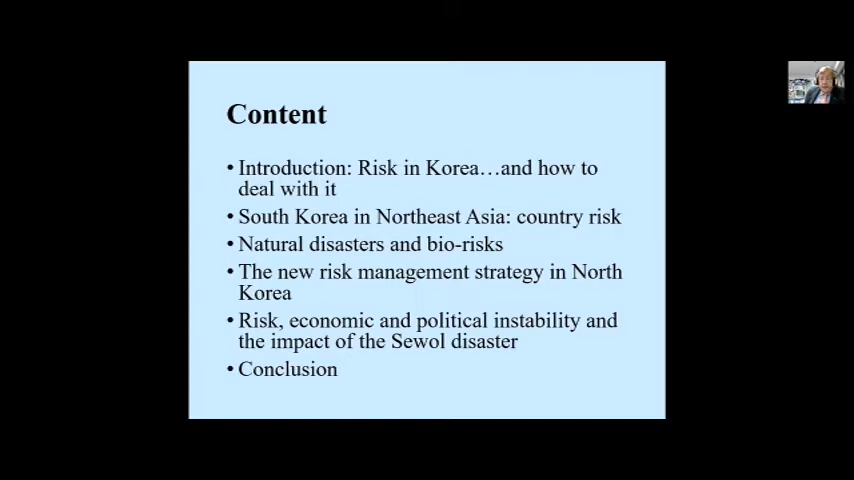 Content
• Introduction: Risk in Korea…and how to
deal with it
• South Korea in Northeast Asia: country risk
• Natural disasters and bio-risks
• The new risk management strategy in North
Korea
• Risk, economic and political instability and
the impact of the Sewol disaster
• Conclusion